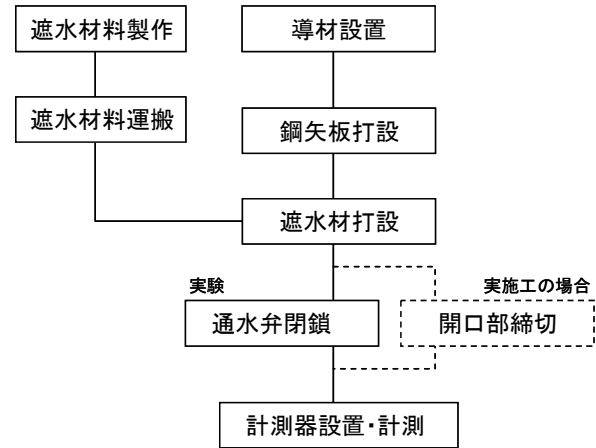 遮水材料製作
導材設置
遮水材料運搬
鋼矢板打設
遮水材打設
実験
実施工の場合
通水弁閉鎖
開口部締切
計測器設置・計測